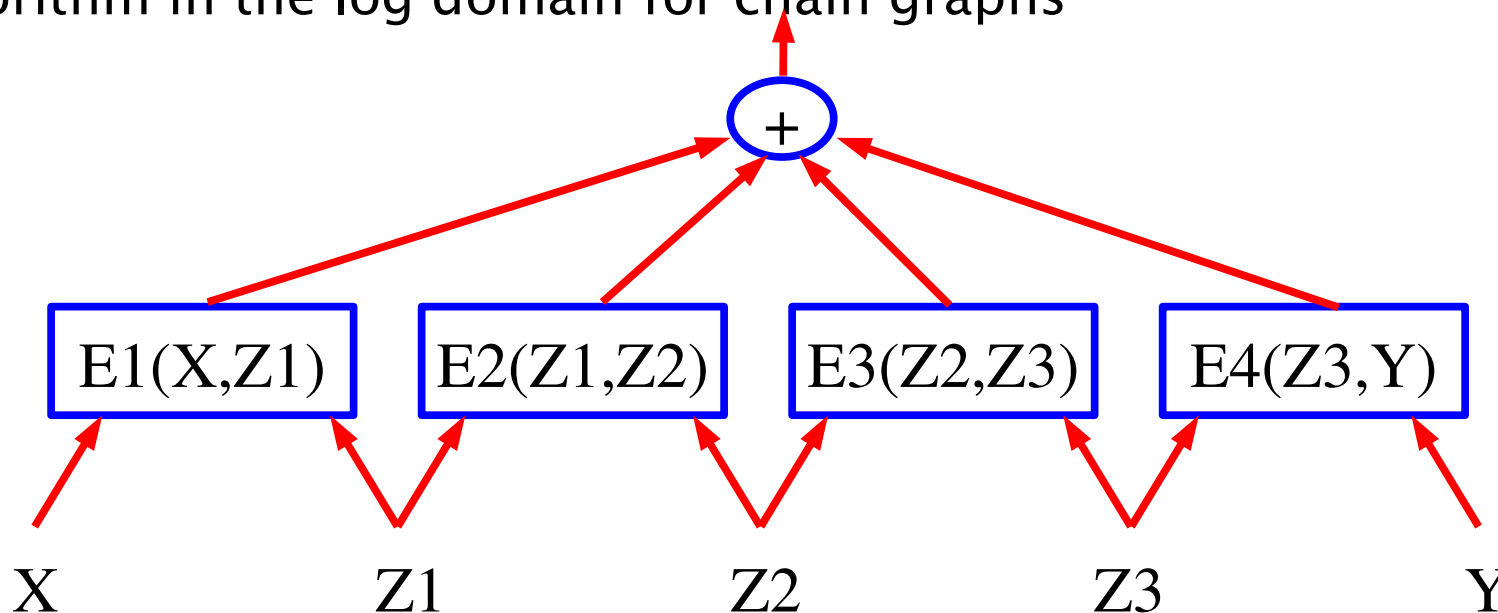 in the log domain for chain graphs
+
E1(X,Z1) E2(Z1,Z2) E3(Z2,Z3) E4(Z3,Y)
X Z1 Z2 Z3 Y